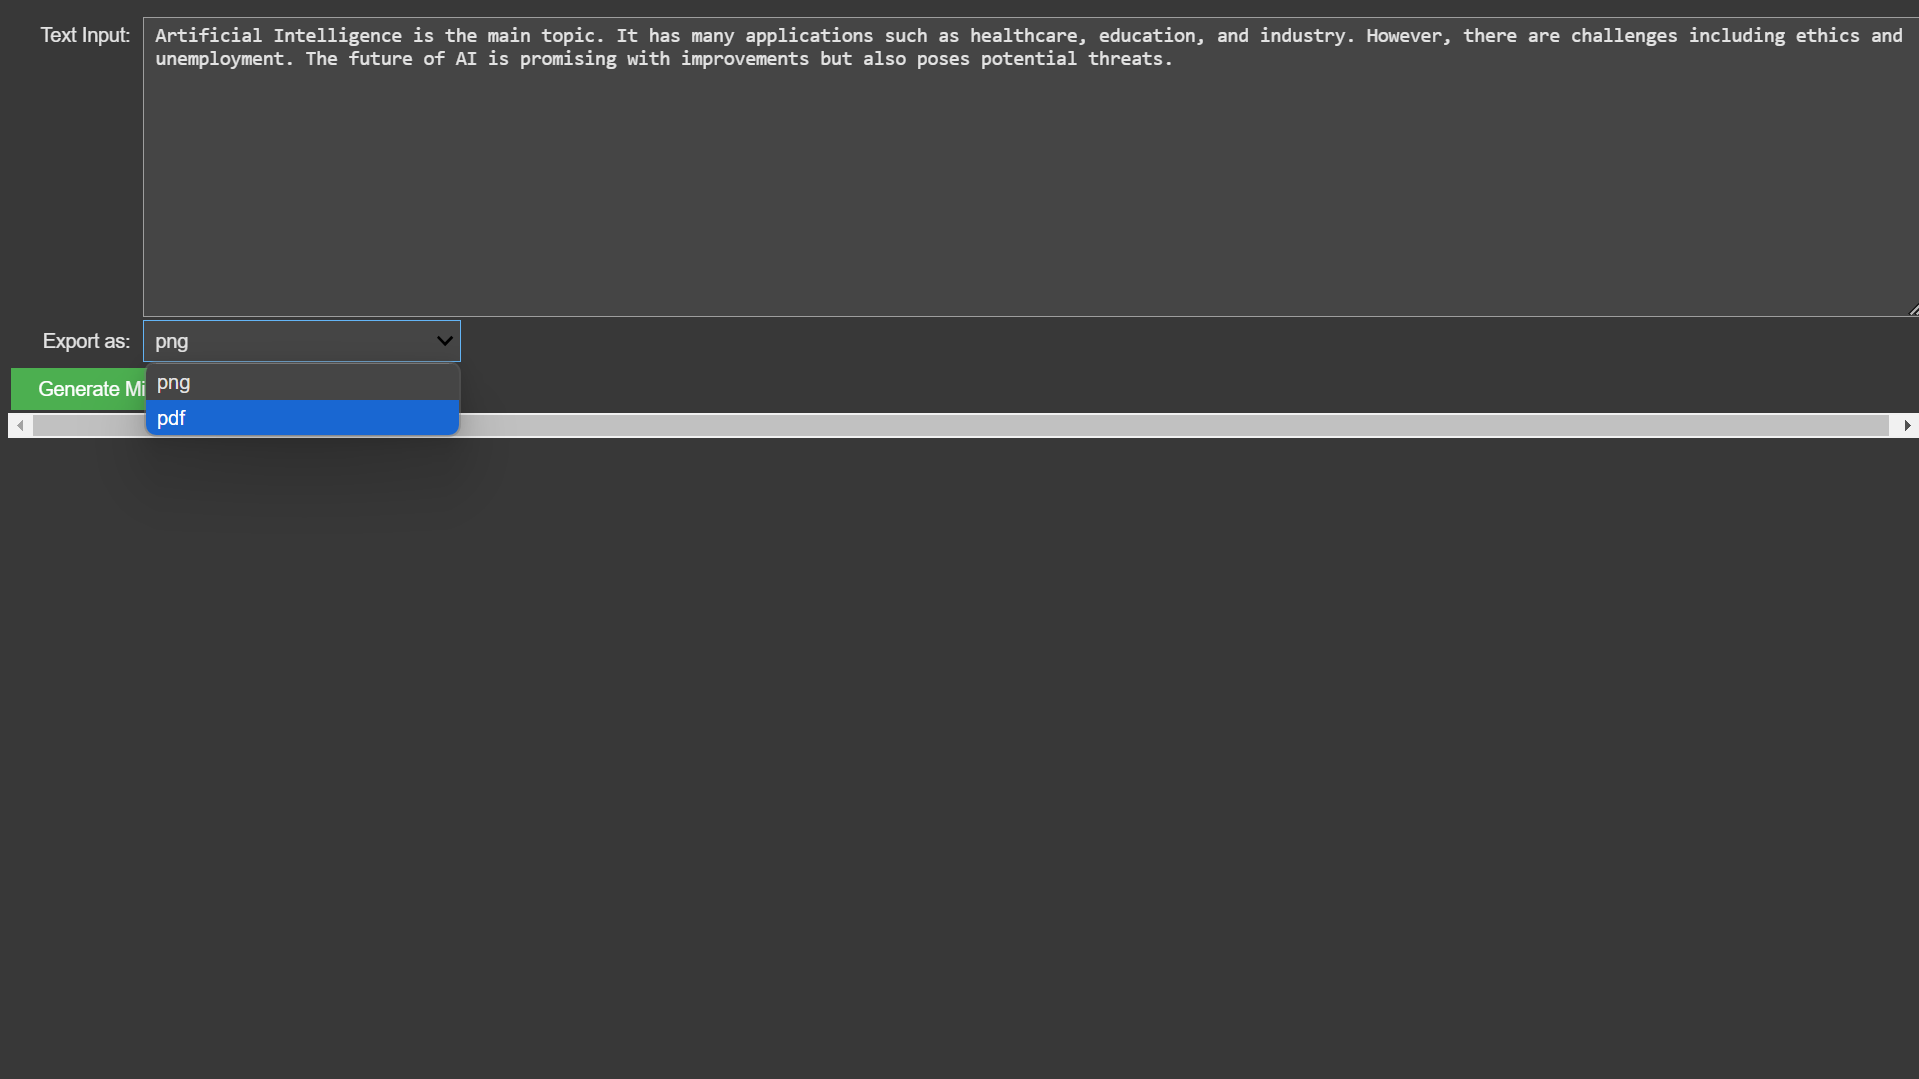 Text Input:
Artificial Intelligence is the main topic. It has many applications such as healthcare, education, and industry. However, there are challenges including ethics and
unemployment. The future of AI is promising with improvements but also poses potential threats.
Export as:
png
Generate Mi
png
pdf